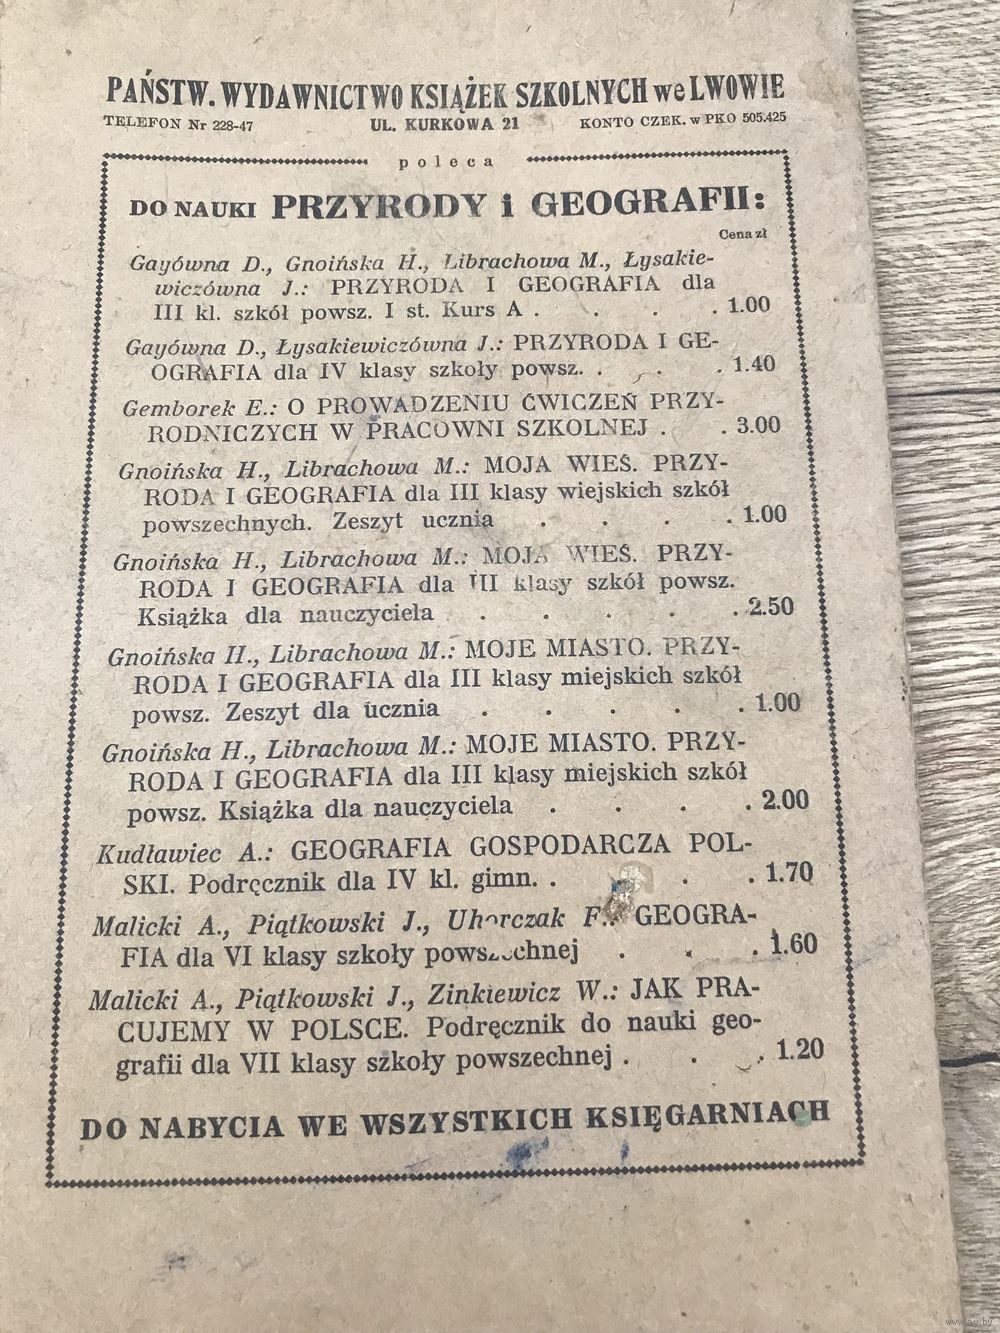 PAŃSTW. WYDAWNICTWO KSIĄŻEK SZKOLNYCH we LWOWIE
TELEFON Nr 228-47 UL. KURKOWA 21 KONTO CZEK. w PKO 505.425
poleca
DO NAUKI PRZYRODY i GEOGRAFII:
Cena zł
Gayówna D., Gnoińska H., Librachowa M., Łysakie-
wiczówna J.: PRZYRODA I GEOGRAFIA dla
III kl. szkół powsz. I st. Kurs A . . . . 1.00
Gayówna D., Łysakiewiczówna J.: PRZYRODA I GE-
OGRAFIA dla IV klasy szkoły powsz. . . . 1.40
Gemborek E.: O PROWADZENIU ĆWICZEŃ PRZY-
RODNICZYCH W PRACOWNI SZKOLNEJ . . 3.00
Gnoińska H., Librachowa M.: MOJA WIEŚ. PRZY-
RODA I GEOGRAFIA dla III klasy wiejskich szkół
powszechnych. Zeszyt ucznia . . . . 1.00
Gnoińska H., Librachowa M.: MOJA WIEŚ. PRZY-
RODA I GEOGRAFIA dla III klasy szkół powsz.
Książka dla nauczyciela . . . . . 2.50
Gnoińska H., Librachowa M.: MOJE MIASTO. PRZY-
RODA I GEOGRAFIA dla III klasy miejskich szkół
powsz. Zeszyt dla ucznia . . . . . 1.00
Gnoińska H., Librachowa M.: MOJE MIASTO. PRZY-
RODA I GEOGRAFIA dla III klasy miejskich szkół
powsz. Książka dla nauczyciela . . . . 2.00
Kudławiec A.: GEOGRAFIA GOSPODARCZA POL-
SKI. Podręcznik dla IV kl. gimn. . . . . 1.70
Malicki A., Piątkowski J., Uhorczak F.: GEOGRA-
FIA dla VI klasy szkoły powszechnej . . . 1.60
Malicki A., Piątkowski J., Zinkiewicz W.: JAK PRA-
CUJEMY W POLSCE. Podręcznik do nauki geo-
grafii dla VII klasy szkoły powszechnej . . . 1.20
DO NABYCIA WE WSZYSTKICH KSIĘGARNIACH